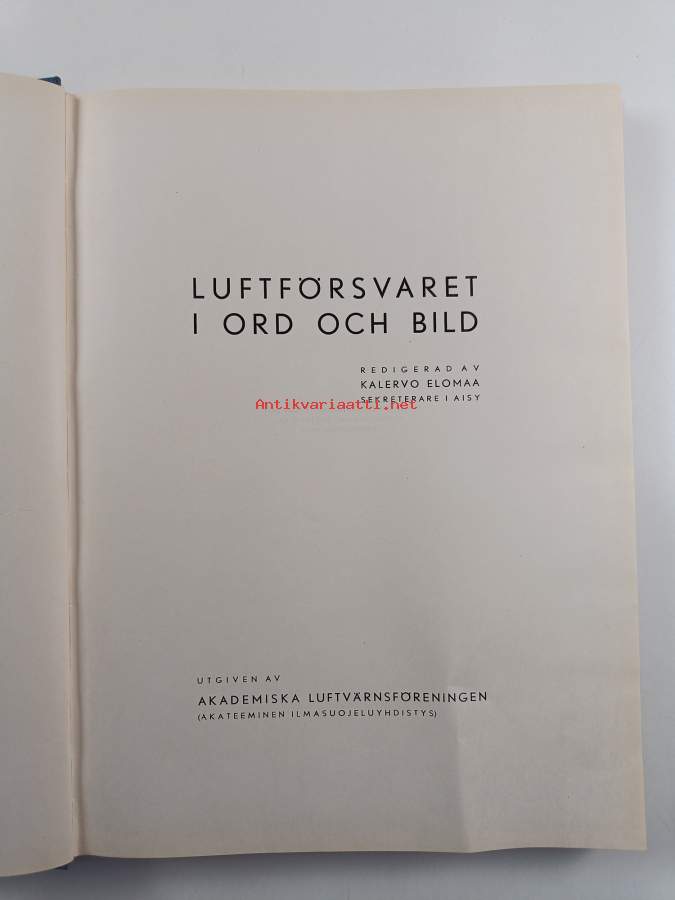 LUFTFÖRSVARET
I ORD OCH BILD
REDIGERAD AV
KALERVO ELOMAA
Antikvariaatti.net
SEKRETERARE I AISY
UTGIVEN AV
AKADEMISKA LUFTVÄRNSFÖRENINGEN
(AKATEEMINEN ILMASUOJELUYHDISTYS)